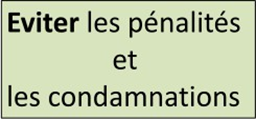 Eviter les pénalités
et
les condamnations